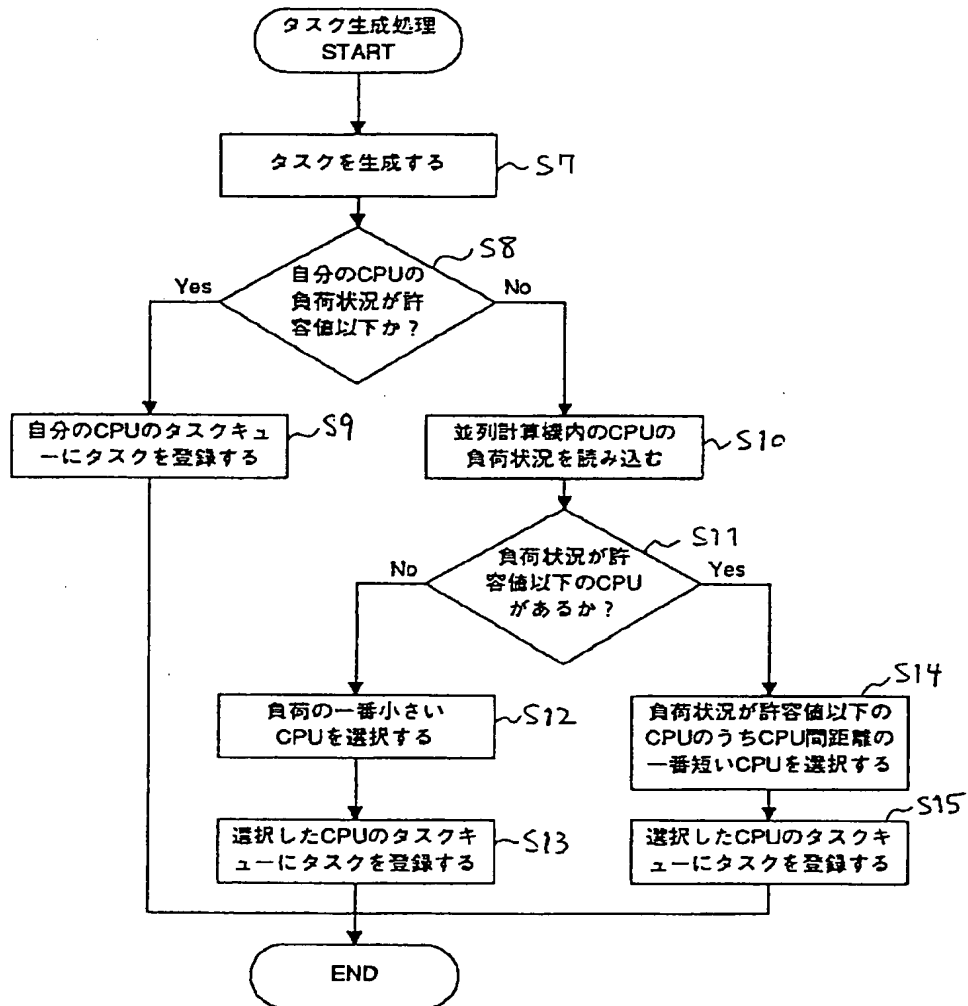 タスク生成処理
START
タスクを生成する
S7
S8
自分のCPUの
負荷状況が許
容値以下か？
Yes
No
自分のCPUのタスクキュ
ーにタスクを登録する
S9
並列計算機内のCPUの
負荷状況を読み込む
S10
S11
負荷状況が許
容値以下のCPU
があるか？
No
Yes
負荷の一番小さい
CPUを選択する
S12
S14
負荷状況が許容値以下の
CPUのうちCPU間距離の
一番短いCPUを選択する
選択したCPUのタスクキ
ューにタスクを登録する
S13
S15
選択したCPUのタスクキ
ューにタスクを登録する
END